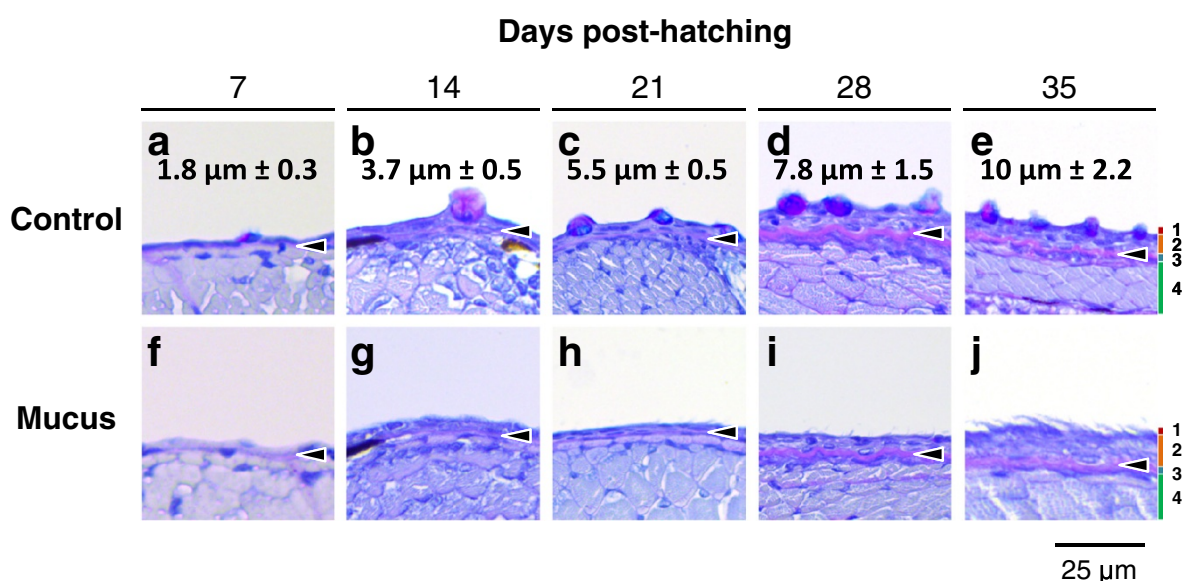 Days post-hatching
7 14 21 28 35
a b c d e
1.8 µm ± 0.3 3.7 µm ± 0.5 5.5 µm ± 0.5 7.8 µm ± 1.5 10 µm ± 2.2
Control
1
2
3
4
f g h i j
Mucus
1
2
3
4
25 µm